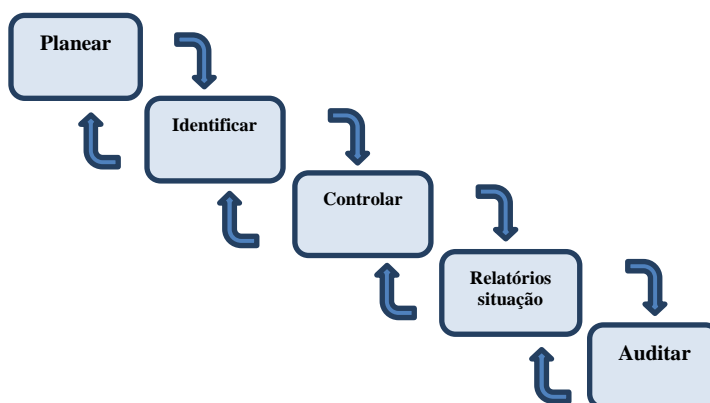 Planear
Identificar
Controlar
Relatórios
situação
Auditar